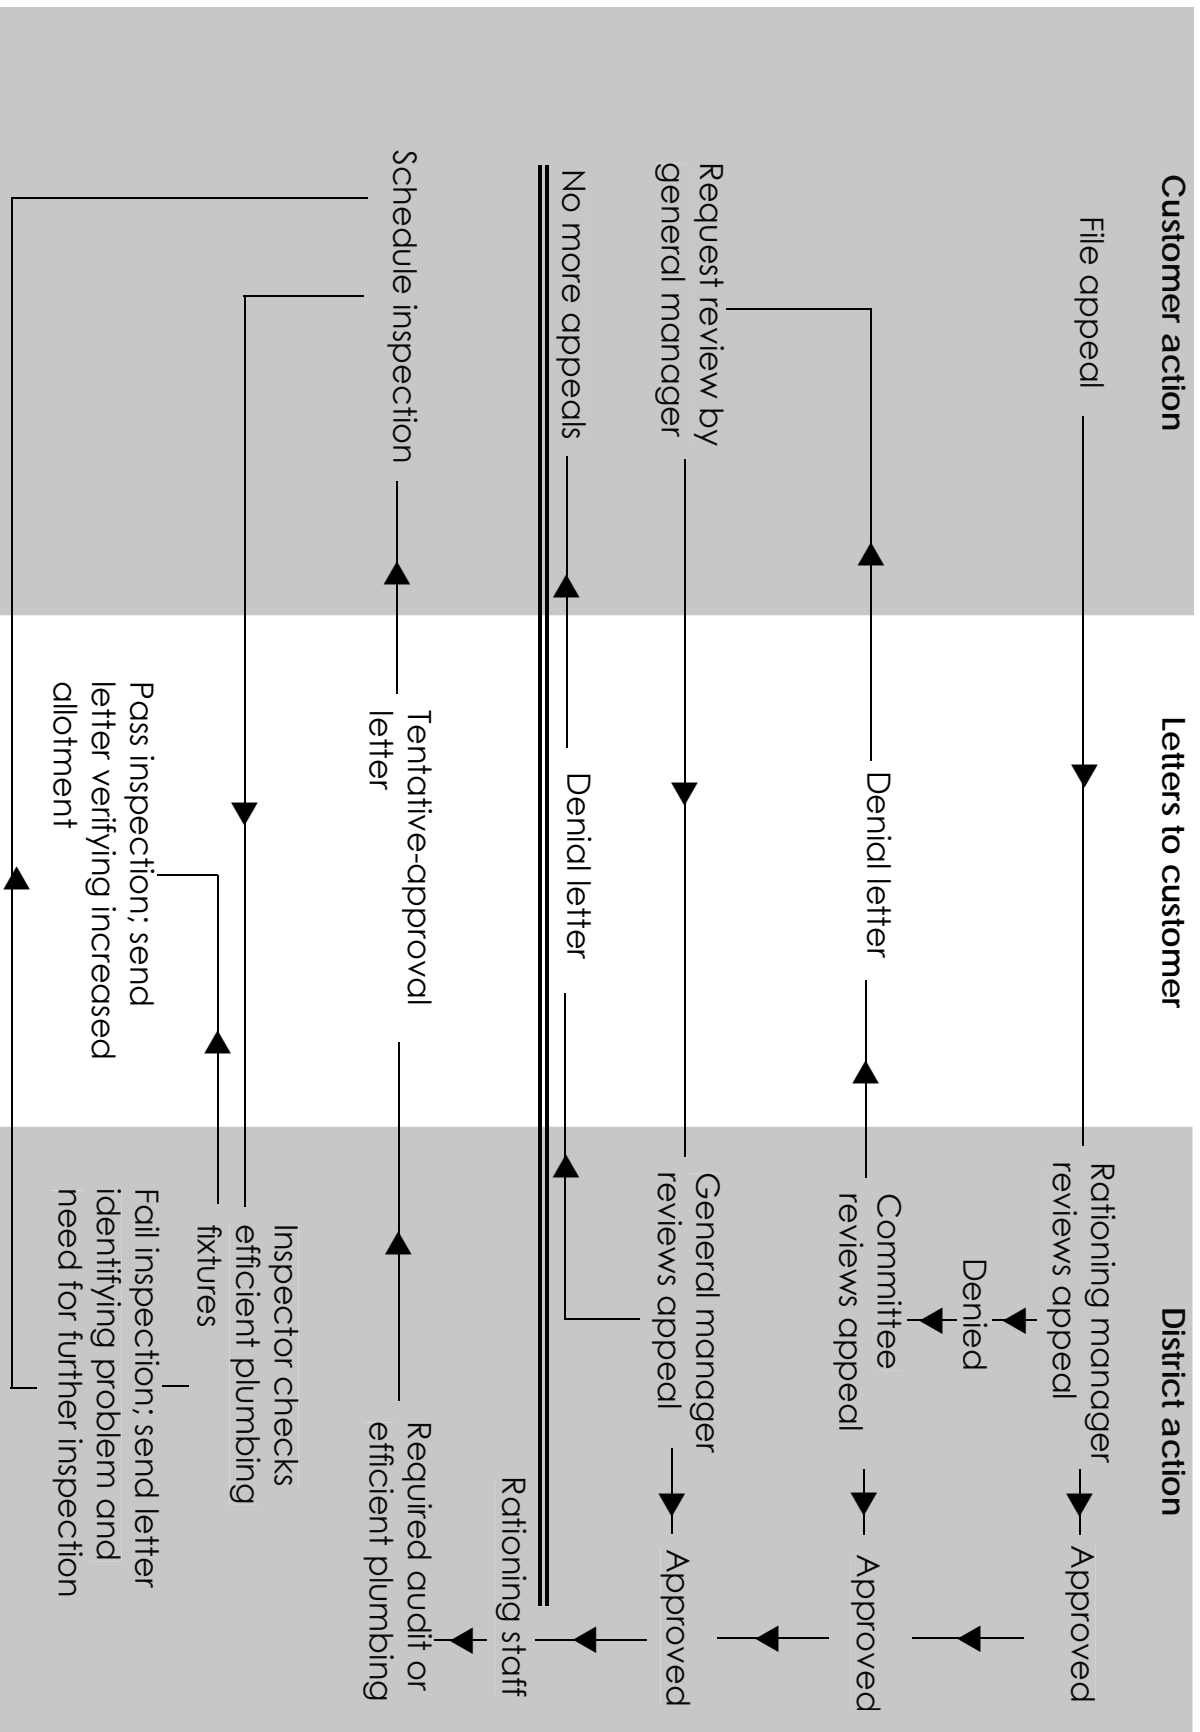 Customer action
Letters to customer
District action
File appeal
Rationing manager
reviews appeal
Approved
Denied
Denial letter
Committee
reviews appeal
Approved
Request review by
general manager
General manager
reviews appeal
Approved
No more appeals
Denial letter
Rationing staff
Schedule inspection
Tentative-approval
letter
Required audit or
efficient plumbing
Inspector checks
efficient plumbing
fixtures
Pass inspection; send
letter verifying increased
allotment
Fail inspection; send letter
identifying problem and
need for further inspection